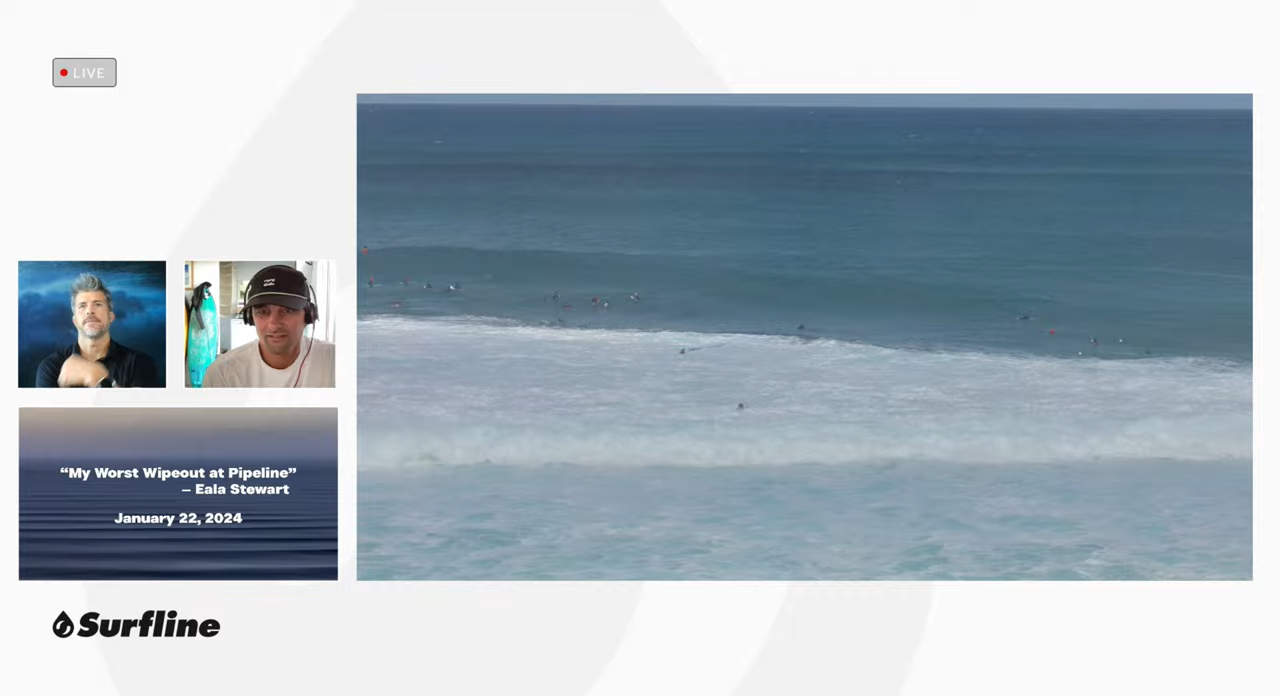 LIVE
“My Worst Wipeout at Pipeline”
– Eala Stewart
January 22, 2024
Surfline